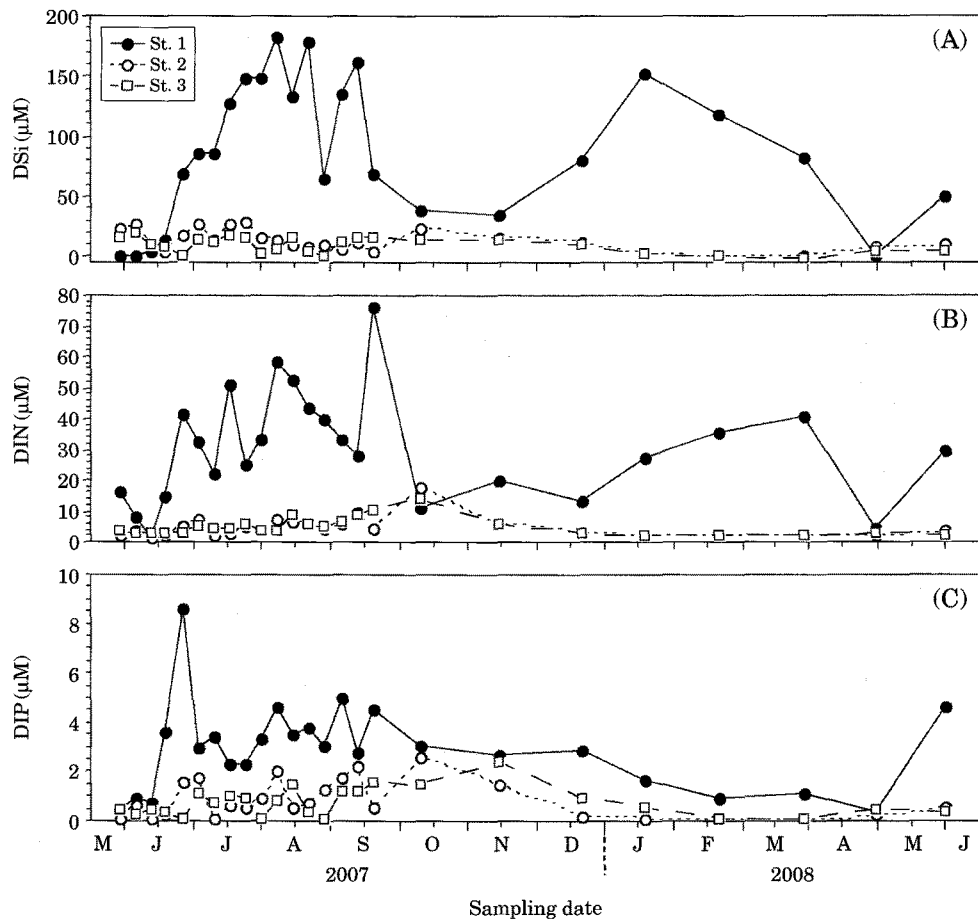 200
150
100
50
0
DSi (μM)
St. 1
St. 2
St. 3
(A)
80
70
60
50
40
30
20
10
0
DIN (μM)
(B)
10
8
6
4
2
0
DIP (μM)
(C)
M J J A S O N D J F M A M J
2007 2008
Sampling date